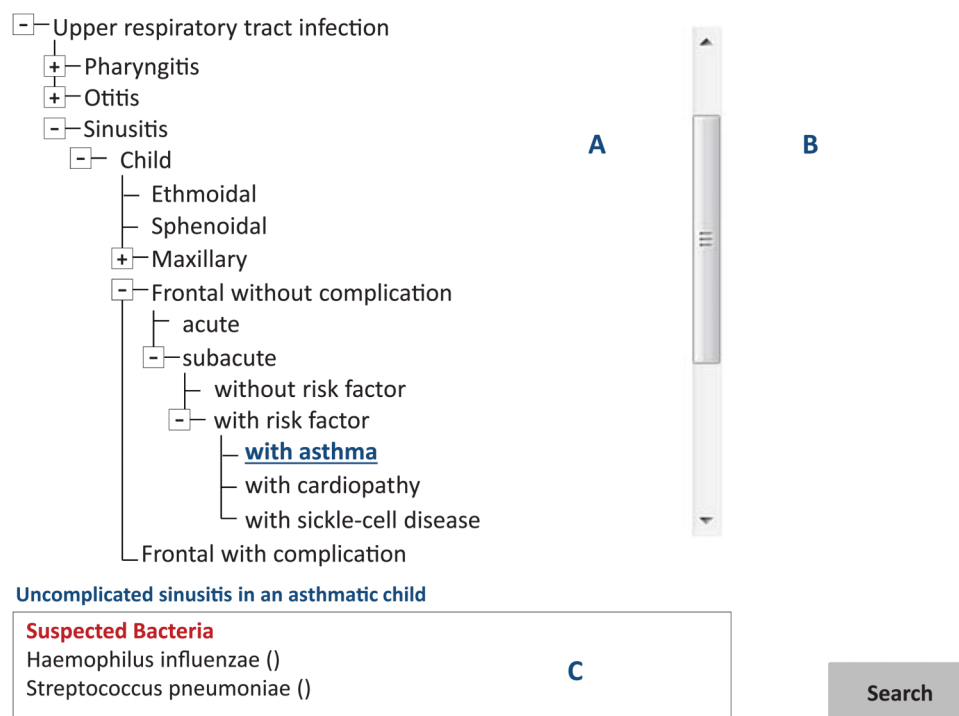 Upper respiratory tract infection
Pharyngitis
Otitis
Sinusitis
Child
Ethmoidal
Sphenoidal
Maxillary
Frontal without complication
acute
subacute
without risk factor
with risk factor
with asthma
with cardiopathy
with sickle-cell disease
Frontal with complication
A
B
Uncomplicated sinusitis in an asthmatic child
Suspected Bacteria
Haemophilus influenzae ()
Streptococcus pneumoniae ()
C
Search